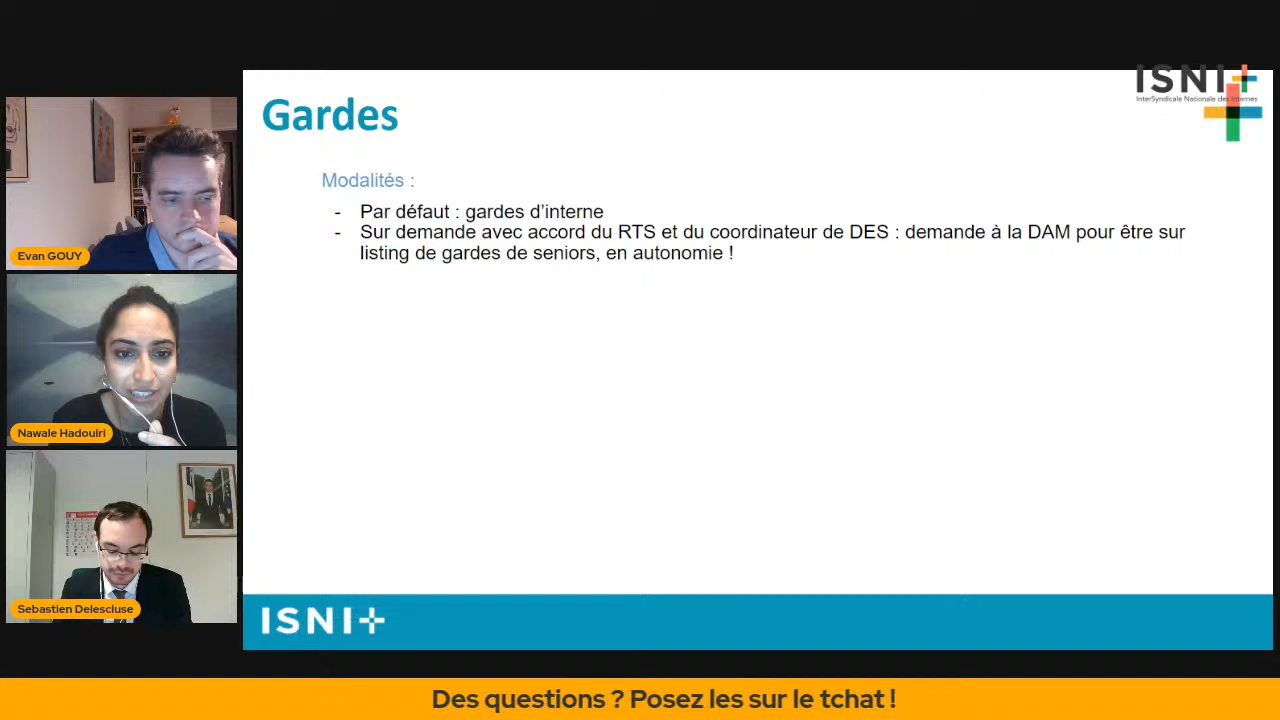 ISNI
InterSyndicale Nationale des Internes
Gardes
Modalités :
- Par défaut : gardes d'interne
- Sur demande avec accord du RTS et du coordinateur de DES : demande à la DAM pour être sur
listing de gardes de seniors, en autonomie !
Evan GOUY
Nawale Hadouiri
Sebastien Delescluse
ISNI
Des questions ? Posez les sur le tchat !